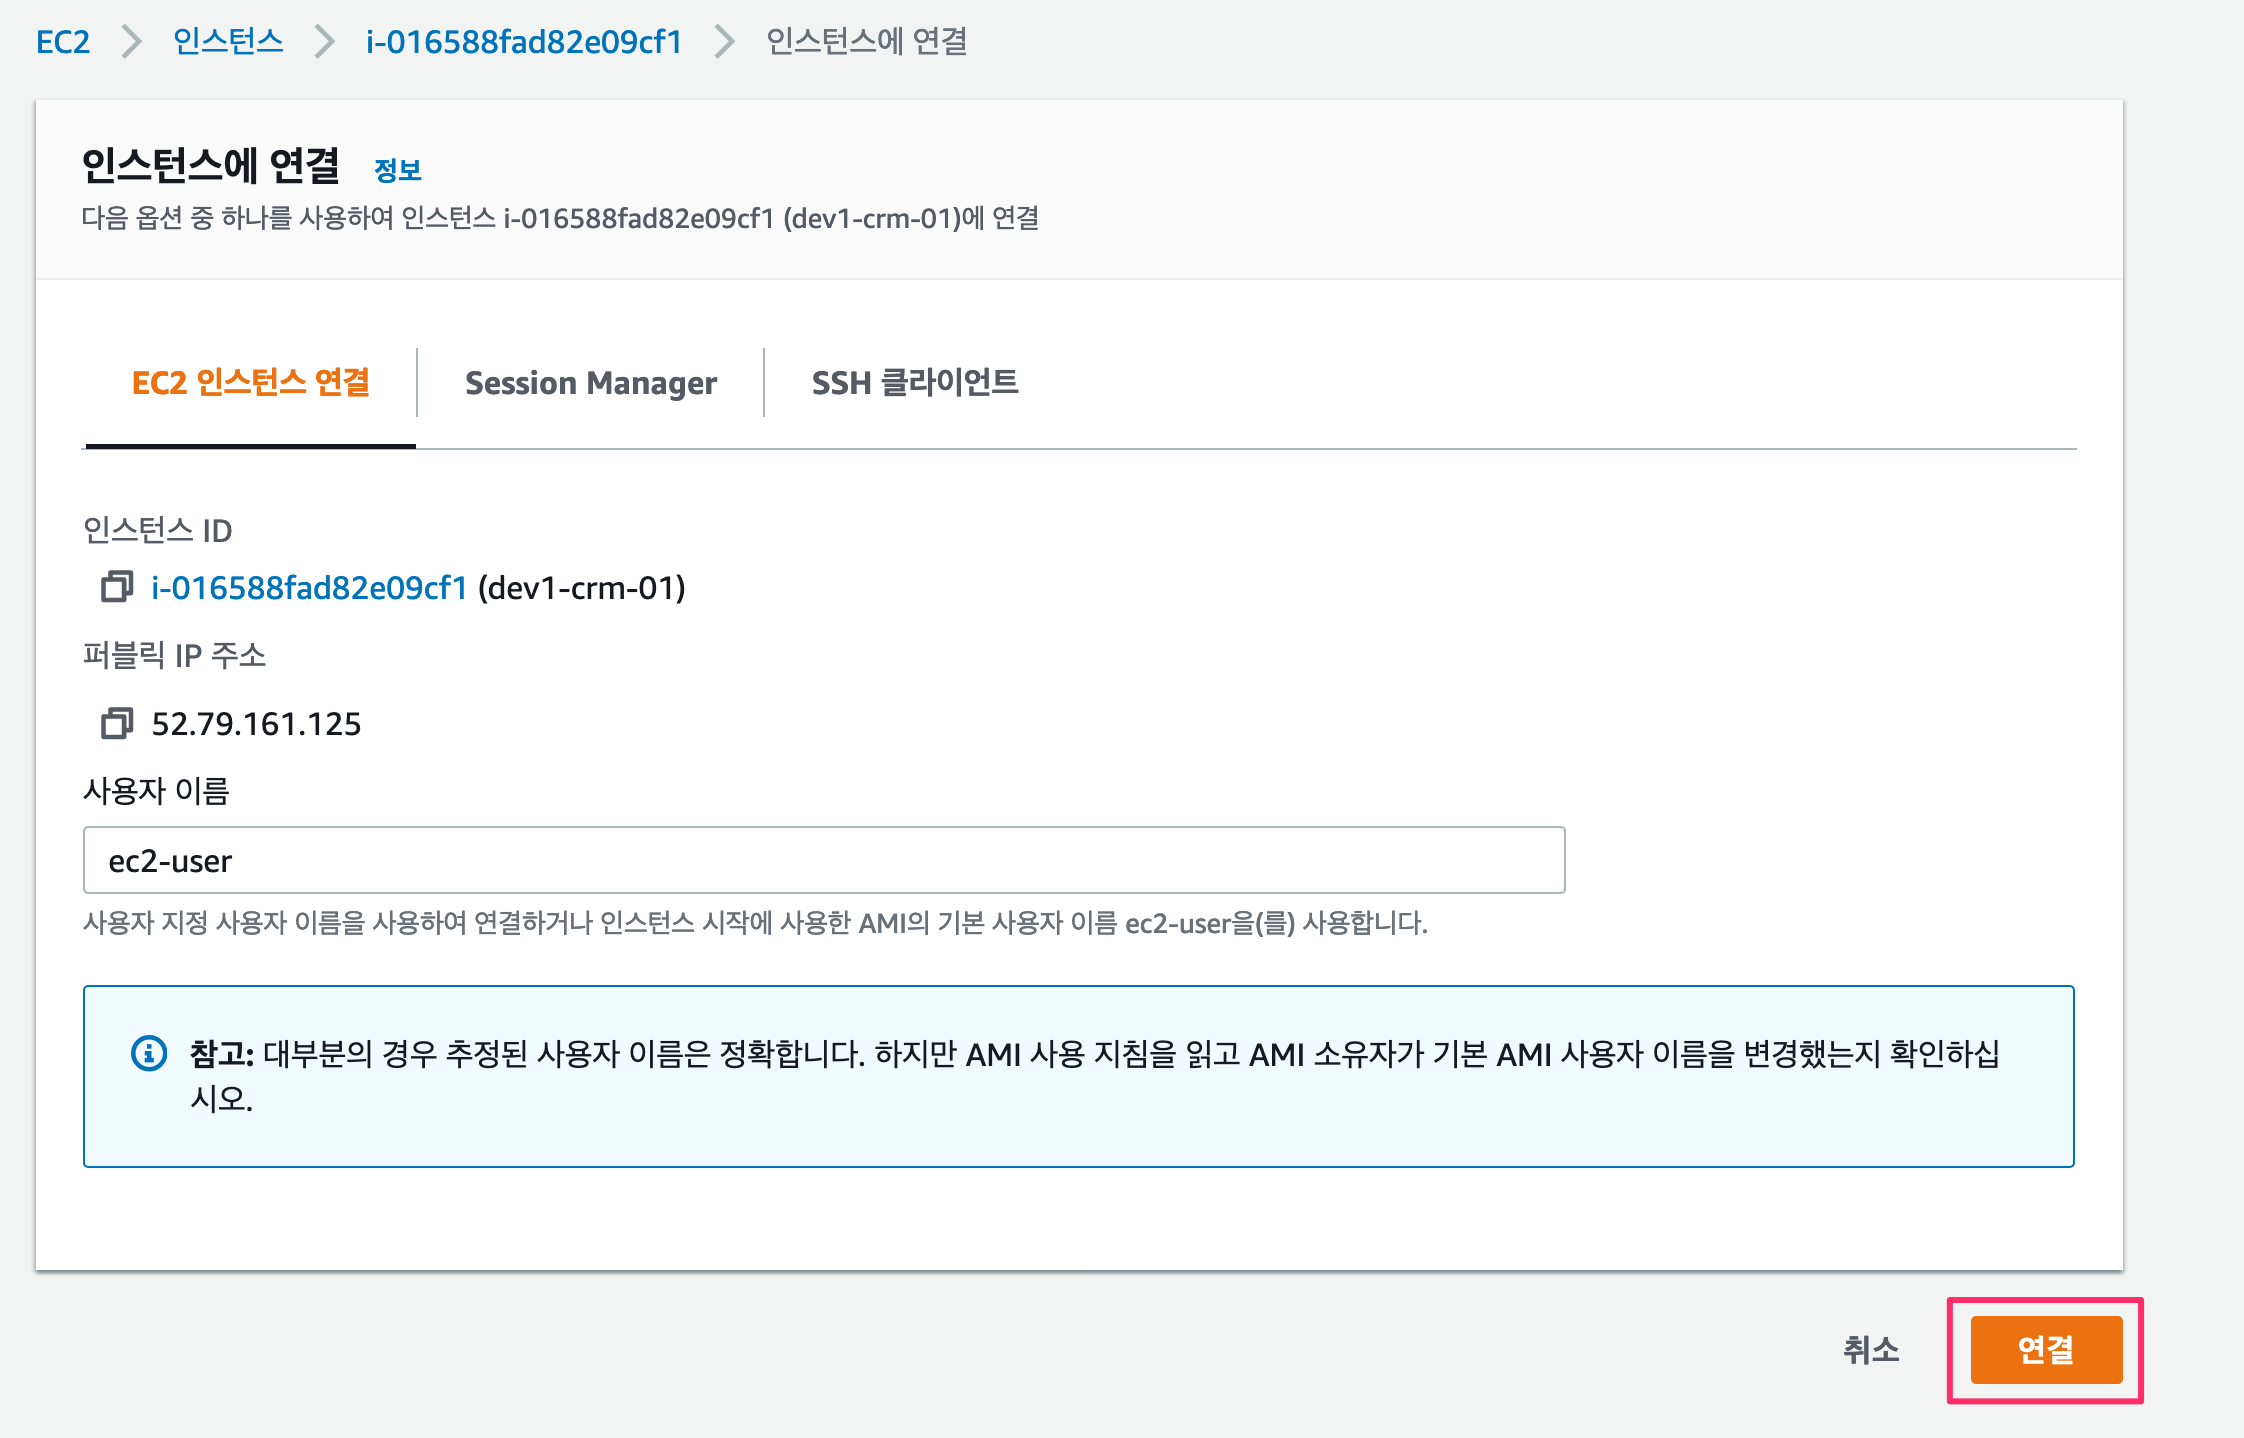 EC2 > 인스턴스 > i-016588fad82e09cf1 > 인스턴스에 연결
인스턴스에 연결 정보
다음 옵션 중 하나를 사용하여 인스턴스 i-016588fad82e09cf1 (dev1-crm-01)에 연결
EC2 인스턴스 연결 Session Manager SSH 클라이언트
인스턴스 ID
i-016588fad82e09cf1 (dev1-crm-01)
퍼블릭 IP 주소
52.79.161.125
사용자 이름
ec2-user
사용자 지정 사용자 이름을 사용하여 연결하거나 인스턴스 시작에 사용한 AMI의 기본 사용자 이름 ec2-user을(를) 사용합니다.
참고: 대부분의 경우 추정된 사용자 이름은 정확합니다. 하지만 AMI 사용 지침을 읽고 AMI 소유자가 기본 AMI 사용자 이름을 변경했는지 확인하십
시오.
취소 연결